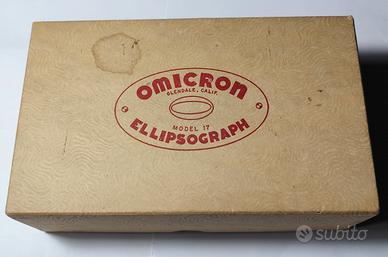 OMICRON
GLENDALE, CALIF.
MODEL 17
ELLIPSOGRAPH
subito